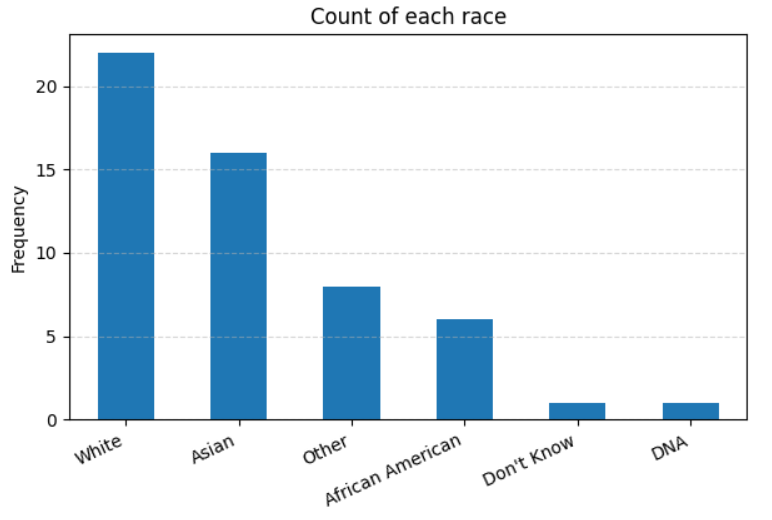 Count of each race
Frequency
20
15
10
5
0
White
Asian
Other
African American
Don't Know
DNA